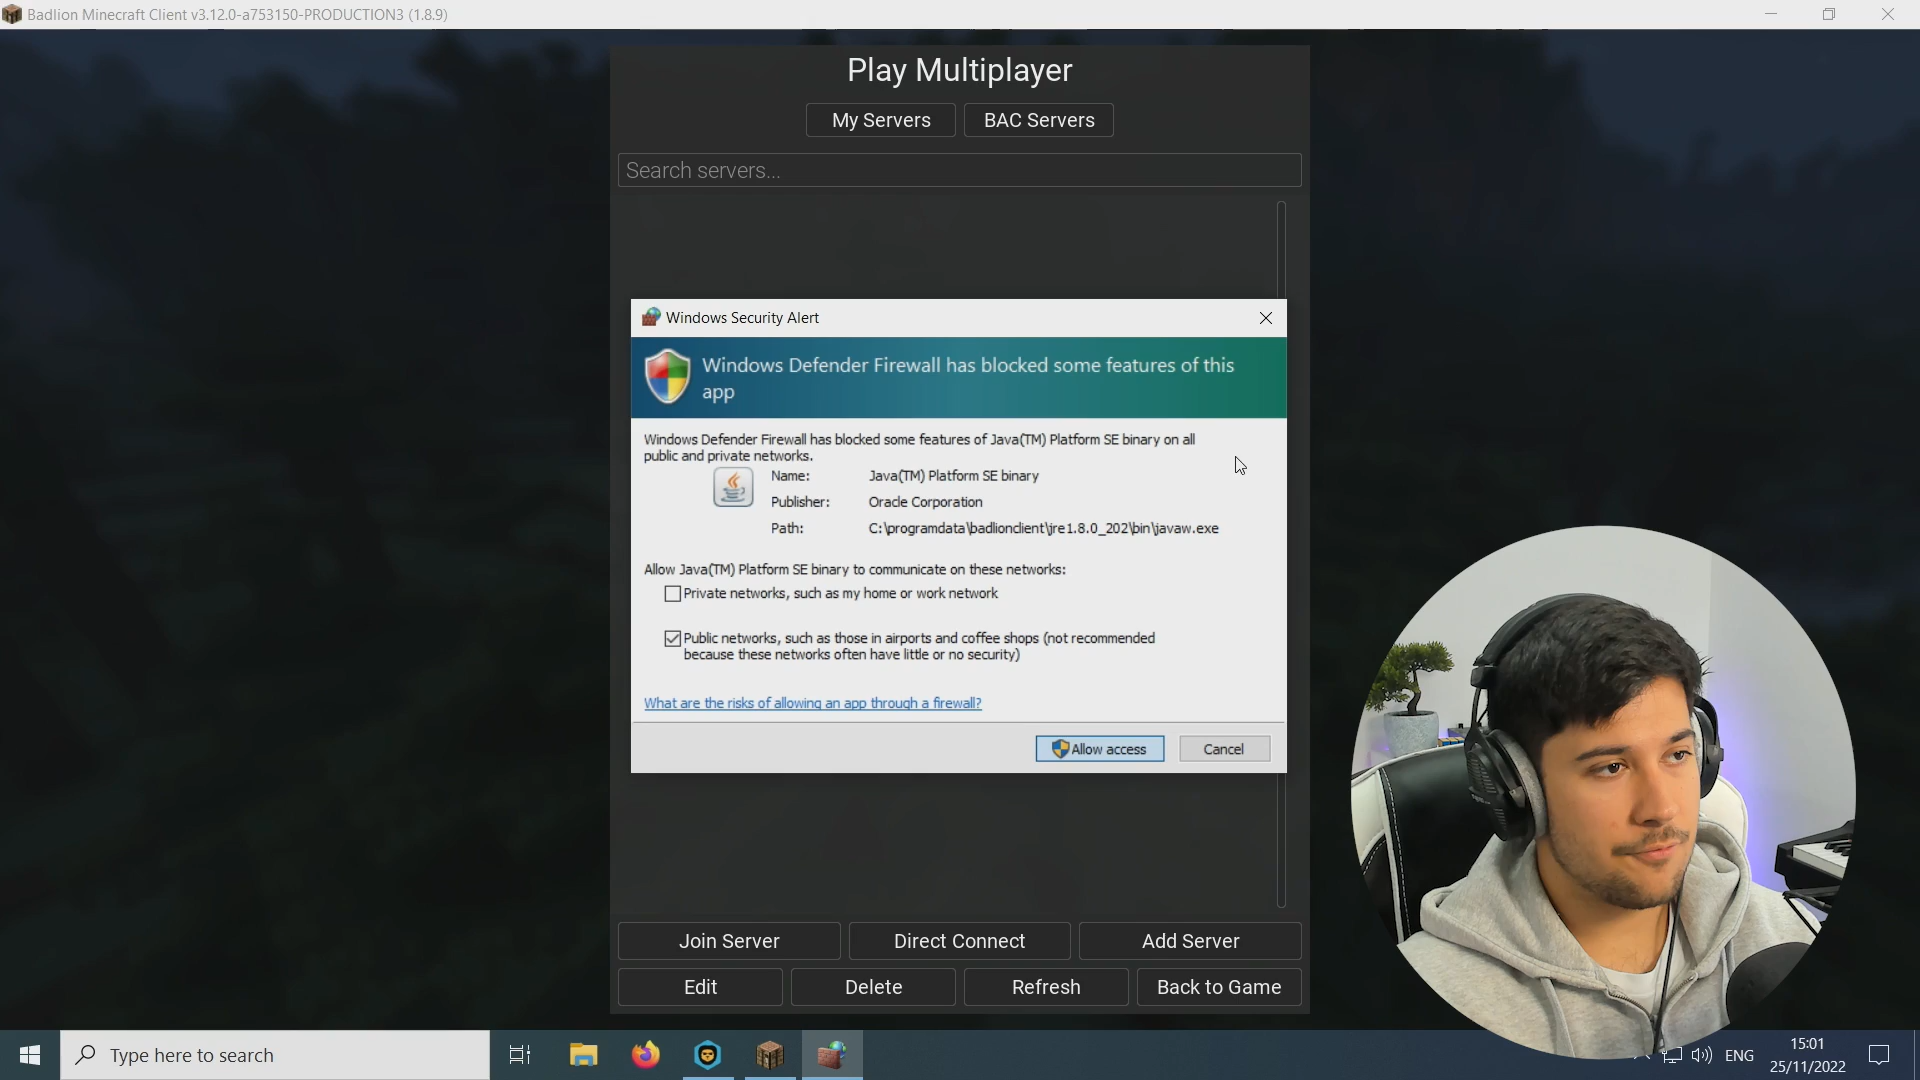 Badlion Minecraft Client v3.12.0-a753150-PRODUCTION3 (1.8.9)
Play Multiplayer
My Servers
BAC Servers
Search servers...
Windows Security Alert
Windows Defender Firewall has blocked some features of this
app
Windows Defender Firewall has blocked some features of Java(TM) Platform SE binary on all
public and private networks.
Name: Java(TM) Platform SE binary
Publisher: Oracle Corporation
Path: C:\programdata\badlionclient\jre1.8.0_202\bin\javaw.exe
Allow Java(TM) Platform SE binary to communicate on these networks:
Private networks, such as my home or work network
Public networks, such as those in airports and coffee shops (not recommended
because these networks often have little or no security)
What are the risks of allowing an app through a firewall?
Allow access
Cancel
Join Server
Direct Connect
Add Server
Edit
Delete
Refresh
Back to Game
Type here to search
ENG
15:01
25/11/2022